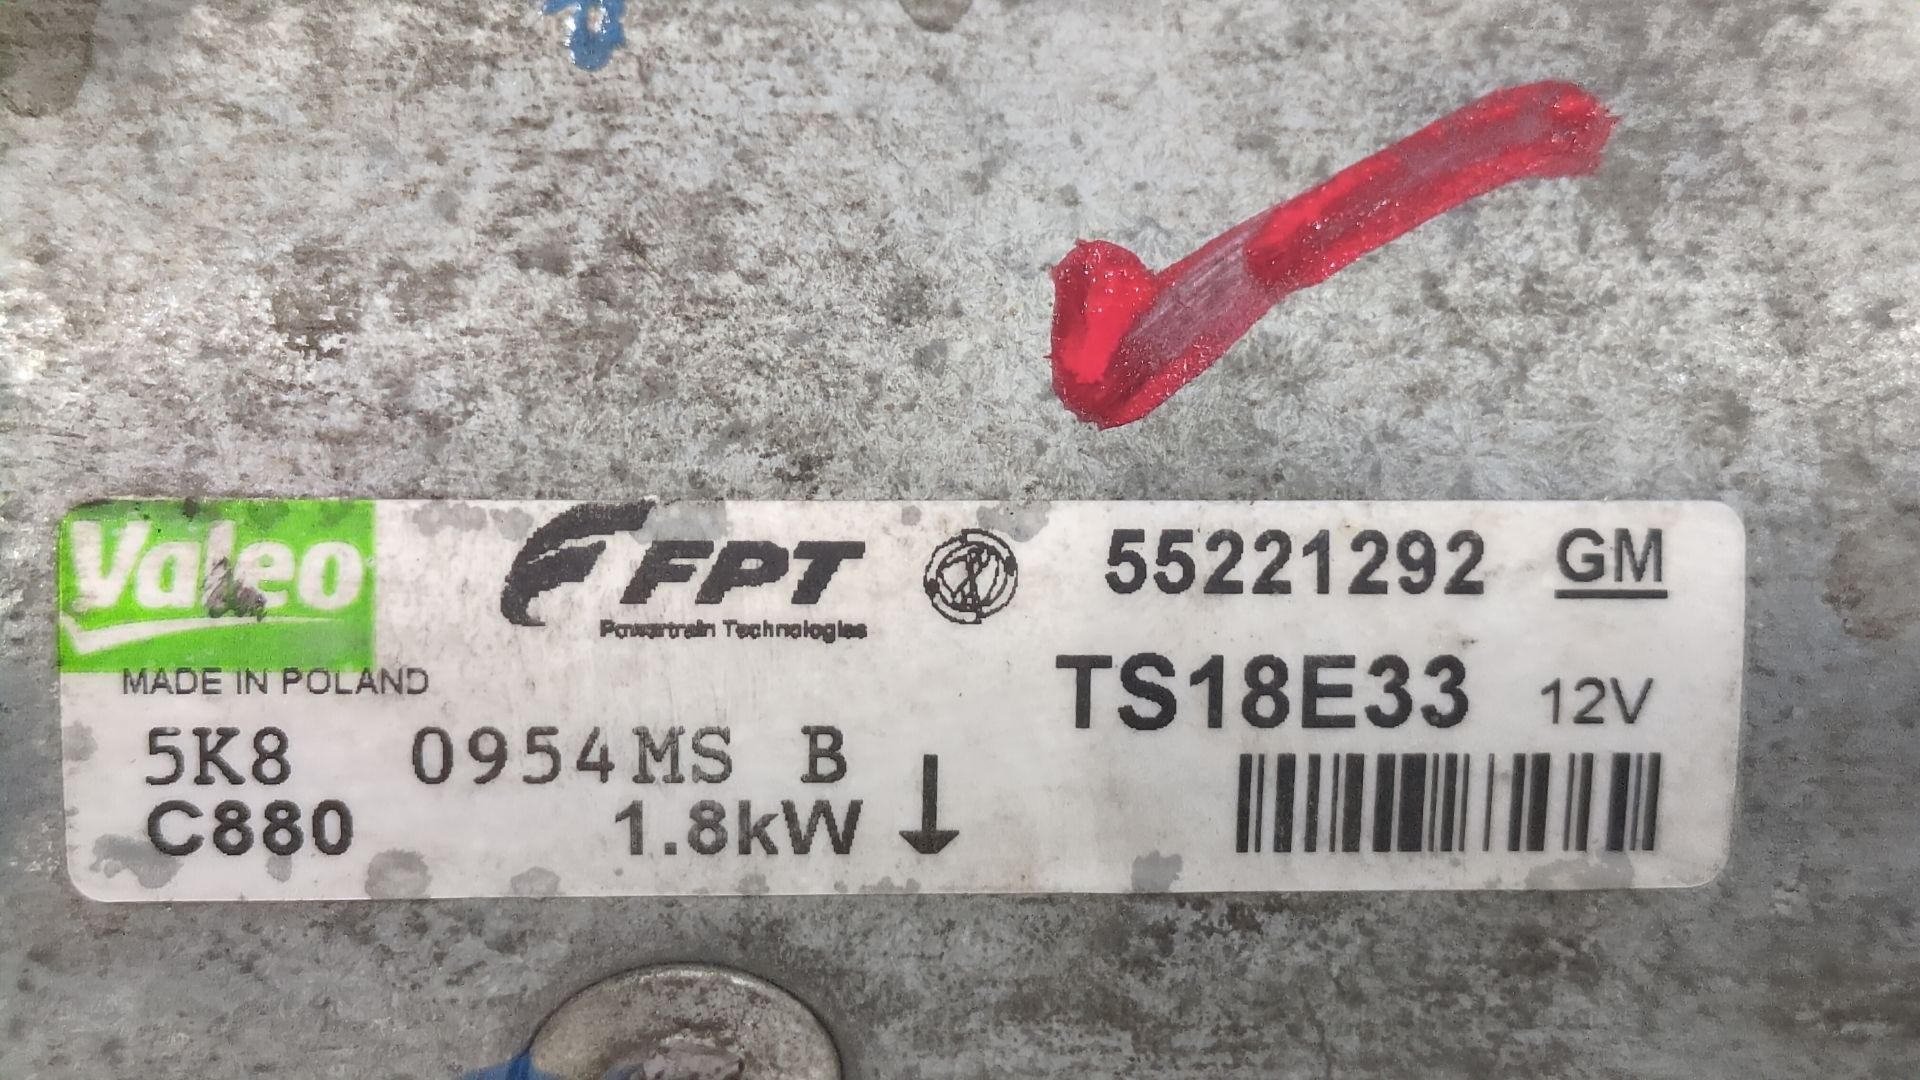 Valeo
FPT
Powertrain Technologies
55221292 GM
MADE IN POLAND
TS18E33 12V
5K8 0954MS B
C880 1.8kW